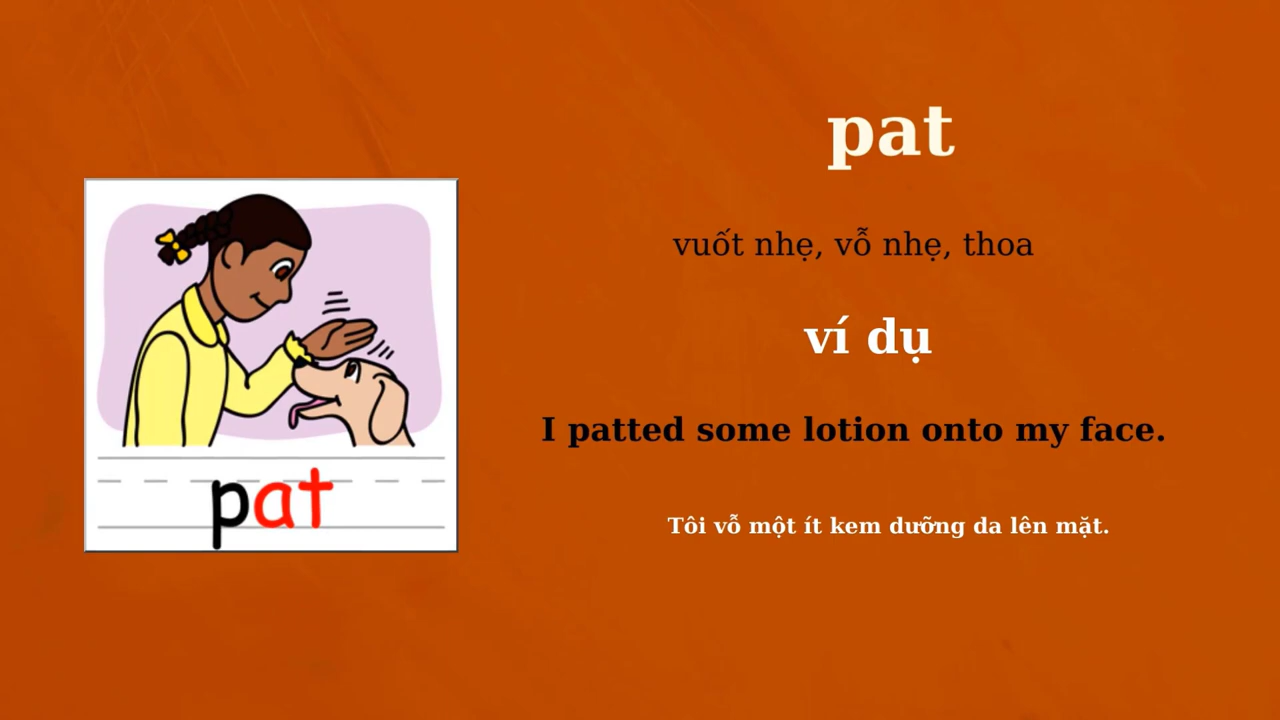 pat
pat
vuốt nhẹ, vỗ nhẹ, thoa
ví dụ
I patted some lotion onto my face.
Tôi vỗ một ít kem dưỡng da lên mặt.